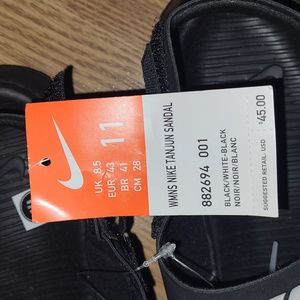 11
UK 8.5
EUR 43
BR 41
CM 28
WMNS NIKE TANJUN SANDAL
882694 001
BLACK/WHITE-BLACK
NOIR/NOIR/BLANC
SUGGESTED RETAIL: USD
$45.00